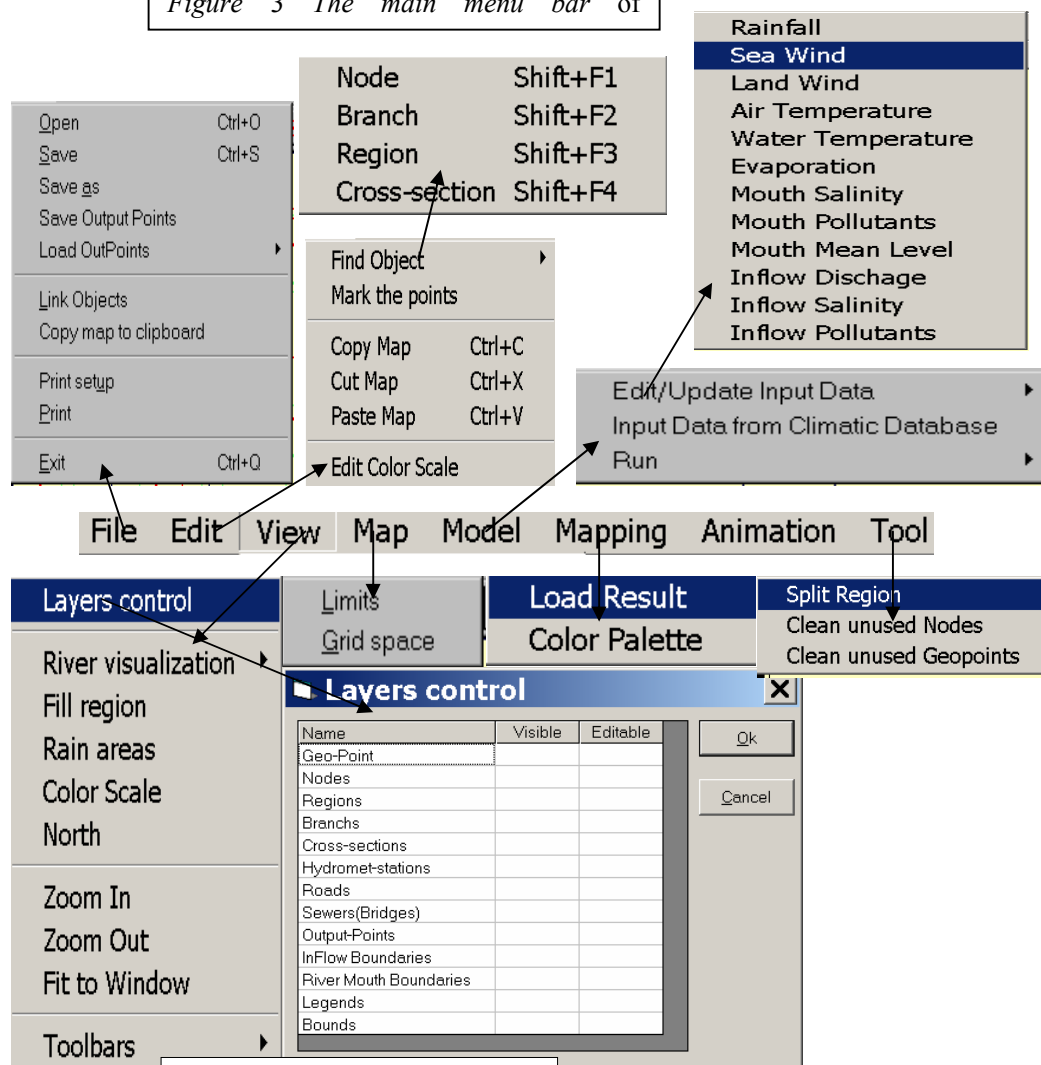 Figure 3 The main menu bar of
Rainfall
Sea Wind
Land Wind
Air Temperature
Water Temperature
Evaporation
Mouth Salinity
Mouth Pollutants
Mouth Mean Level
Inflow Dischage
Inflow Salinity
Inflow Pollutants
Node Shift+F1
Branch Shift+F2
Region Shift+F3
Cross-section Shift+F4
Open Ctrl+O
Save Ctrl+S
Save as
Save Output Points
Load OutPoints
Link Objects
Copy map to clipboard
Print setup
Print
Exit Ctrl+Q
Find Object
Mark the points
Copy Map Ctrl+C
Cut Map Ctrl+X
Paste Map Ctrl+V
Edit Color Scale
Edit/Update Input Data
Input Data from Climatic Database
Run
File Edit View Map Model Mapping Animation Tool
Layers control
River visualization
Fill region
Rain areas
Color Scale
North
Zoom In
Zoom Out
Fit to Window
Toolbars
Limits
Grid space
Load Result
Color Palette
Split Region
Clean unused Nodes
Clean unused Geopoints
Layers control
Name Visible Editable
Geo-Point
Nodes
Regions
Branchs
Cross-sections
Hydromet-stations
Roads
Sewers(Bridges)
Output-Points
InFlow Boundaries
River Mouth Boundaries
Legends
Bounds
Ok
Cancel